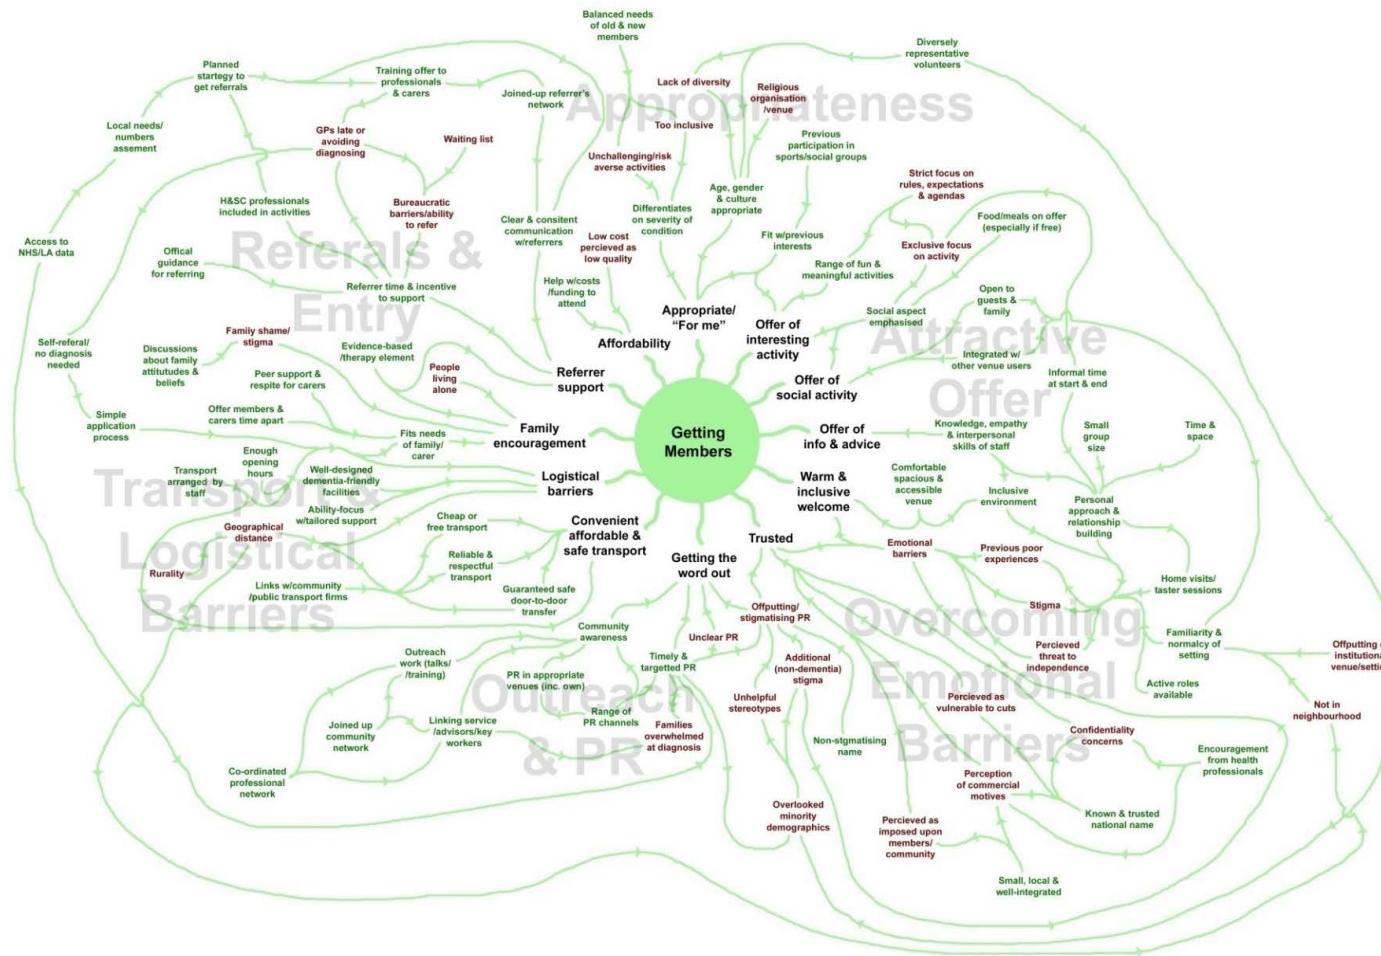 Balanced needs
of old & new
members
Diversely
representative
volunteers
Planned
startegy to
get referrals
Training offer to
professionals
& carers
Joined-up referrer's
network
Lack of diversity
Religious
organisation
/venue
Appropriateness
Local needs/
numbers
assement
GPs late or
avoiding
diagnosing
Waiting list
Too inclusive
Previous
participation in
sports/social groups
Unchallenging/risk
averse activities
Strict focus on
rules, expectations
& agendas
Age, gender
& culture
appropriate
H&SC professionals
included in activities
Bureaucratic
barriers/ability
to refer
Clear & consitent
communication
w/referrers
Differentiates
on severity of
condition
Food/meals on offer
(especially if free)
Access to
NHS/LA data
Referrals &
Entry
Low cost
percieved as
low quality
Fit w/previous
interests
Exclusive focus
on activity
Offical
guidance
for referring
Range of fun &
meaningful activities
Referrer time & incentive
to support
Help w/costs
/funding to
attend
Open to
guests &
family
Appropriate/
“For me”
Social aspect
emphasised
Attractive
Offer
Offer of
interesting
activity
Affordability
Self-referal/
no diagnosis
needed
Family shame/
stigma
Evidence-based
/therapy element
Discussions
about family
attitutudes &
beliefs
Integrated w/
other venue users
Informal time
at start & end
People
living
alone
Peer support &
respite for carers
Referrer
support
Offer of
social activity
Offer members &
carers time apart
Simple
application
process
Fits needs
of family/
carer
Family
encouragement
Getting
Members
Offer of
info & advice
Knowledge, empathy
& interpersonal
skills of staff
Small
group
size
Time &
space
Enough
opening
hours
Transport
arranged by
staff
Well-designed
dementia-friendly
facilities
Logistical
barriers
Warm &
inclusive
welcome
Comfortable
spacious &
accessible
venue
Inclusive
environment
Personal
approach &
relationship
building
Transport &
Logistical
Barriers
Ability-focus
w/tailored support
Geographical
distance
Cheap or
free transport
Convenient
affordable &
safe transport
Trusted
Emotional
barriers
Previous poor
experiences
Getting the
word out
Reliable &
respectful
transport
Rurality
Links w/community
/public transport firms
Guaranteed safe
door-to-door
transfer
Home visits/
taster sessions
Offputting/
stigmatising PR
Stigma
Overcoming
Emotional
Barriers
Community
awareness
Unclear PR
Familiarity &
normalcy of
setting
Percieved
threat to
independence
Offputting
institutiona
venue/settin
Outreach
work (talks/
/training)
Timely &
targetted PR
Additional
(non-dementia)
stigma
PR in appropriate
venues (inc. own)
Outreach
& PR
Active roles
available
Unhelpful
stereotypes
Percieved as
vulnerable to cuts
Not in
neighbourhood
Range of
PR channels
Joined up
community
network
Linking service
/advisors/key
workers
Families
overwhelmed
at diagnosis
Non-stgmatising
name
Confidentiality
concerns
Encouragement
from health
professionals
Co-ordinated
professional
network
Perception
of commercial
motives
Overlooked
minority
demographics
Percieved as
imposed upon
members/
community
Known & trusted
national name
Small, local &
well-integrated